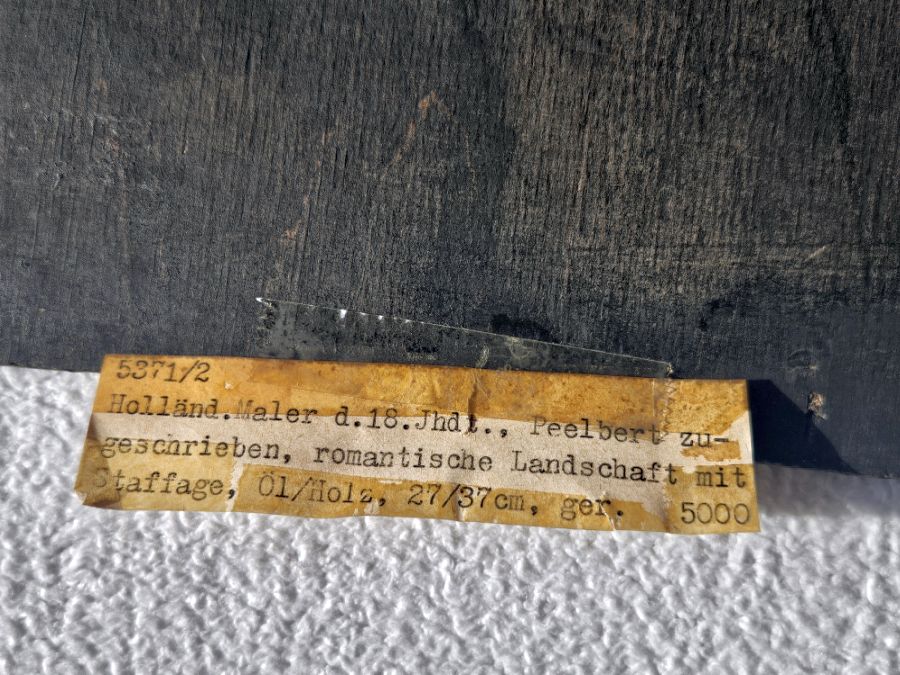 5371/2
Holländ.Maler d.18.Jhdt., Peelbert zu-
geschrieben, romantische Landschaft mit
Staffage, Öl/Holz, 27/37cm, ger. 5000